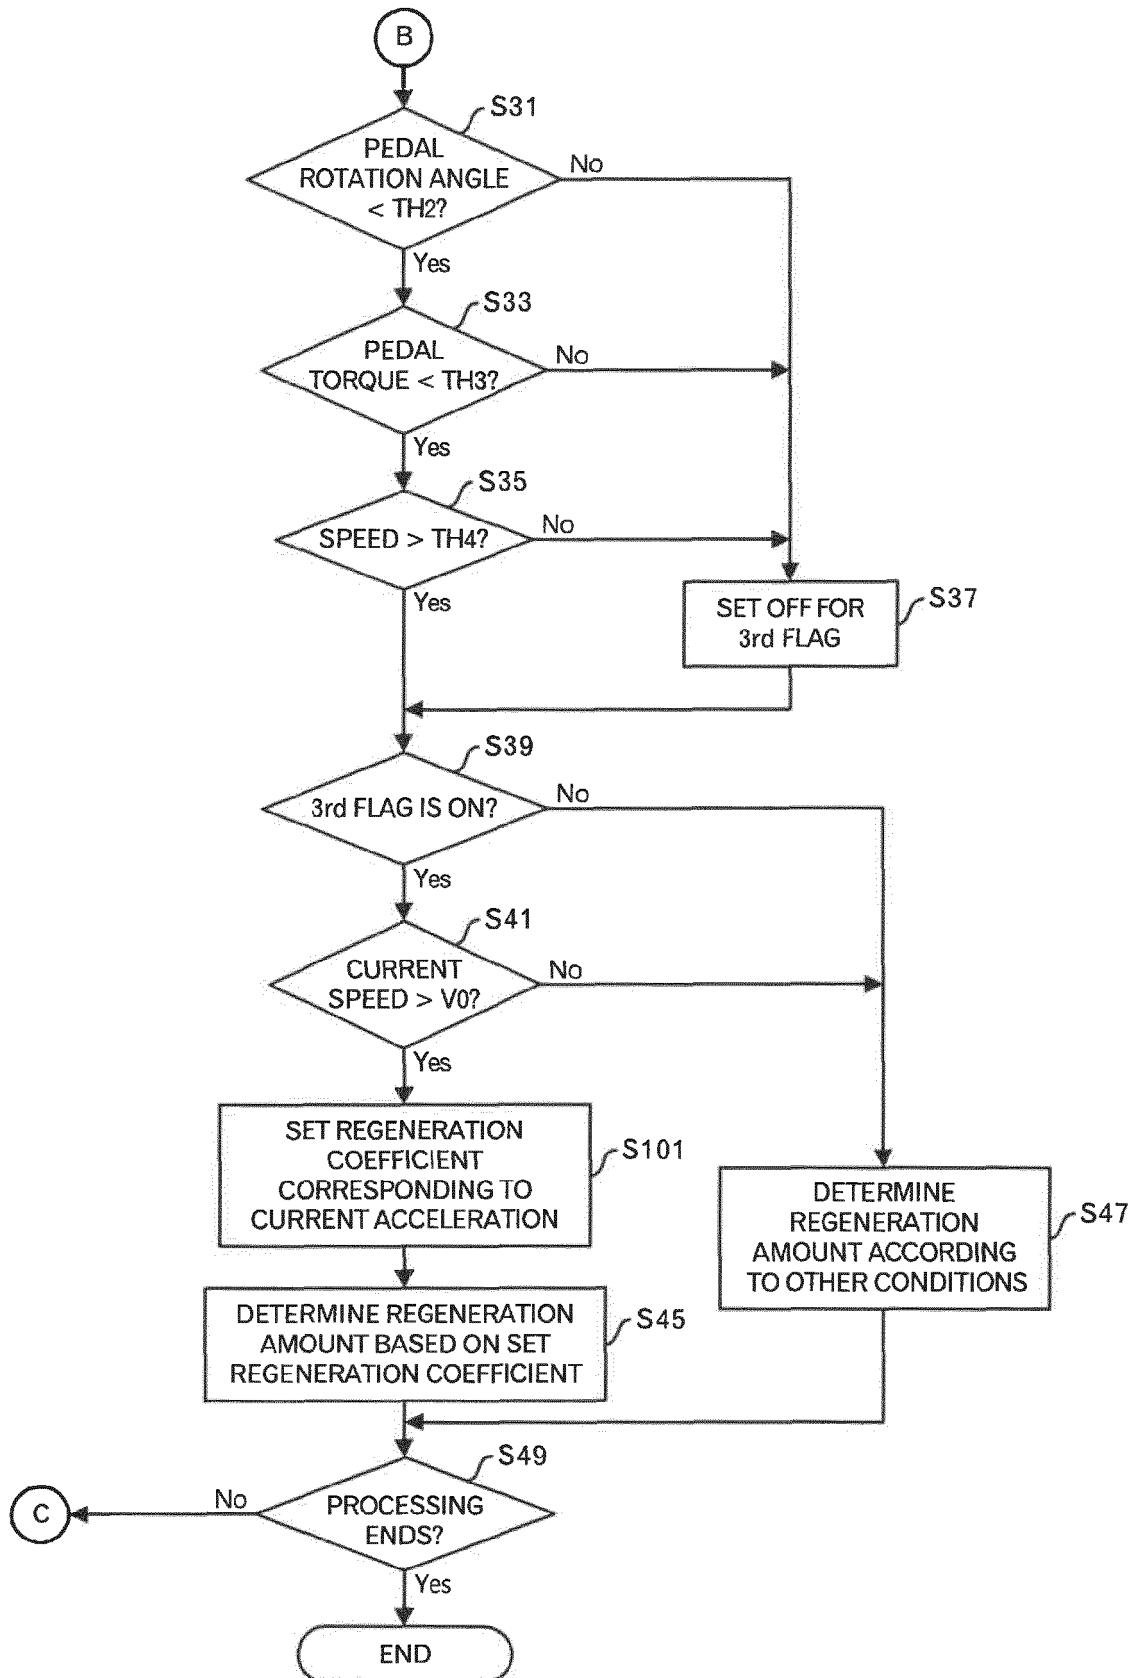 B
S31
PEDAL
ROTATION ANGLE
< TH2?
No
Yes
S33
PEDAL
TORQUE < TH3?
No
Yes
S35
SPEED > TH4?
No
Yes
SET OFF FOR
3rd FLAG
S37
S39
3rd FLAG IS ON?
No
Yes
S41
CURRENT
SPEED > V0?
No
Yes
SET REGENERATION
COEFFICIENT
CORRESPONDING TO
CURRENT ACCELERATION
S101
DETERMINE
REGENERATION
AMOUNT ACCORDING
TO OTHER CONDITIONS
S47
DETERMINE REGENERATION
AMOUNT BASED ON SET
REGENERATION COEFFICIENT
S45
S49
PROCESSING
ENDS?
No
C
Yes
END